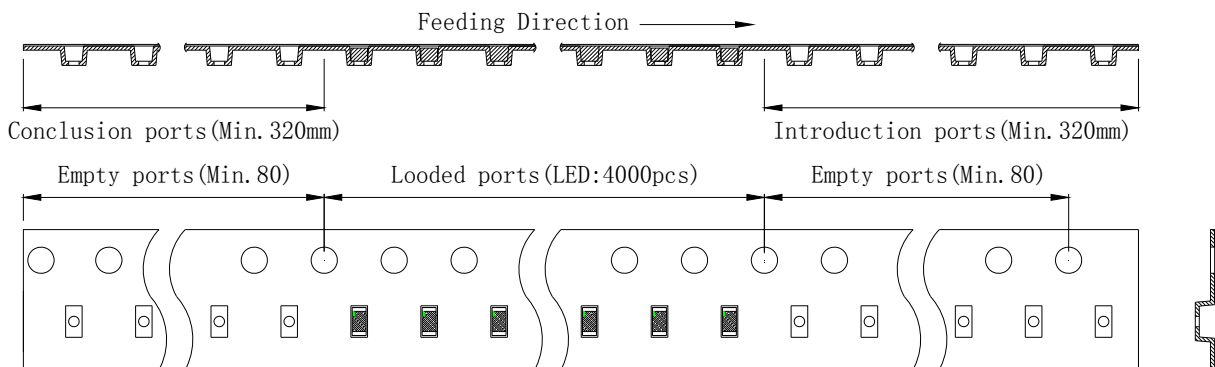 Feeding Direction
Conclusion ports(Min.320mm)
Introduction ports(Min.320mm)
Empty ports(Min.80)
Looded ports(LED:4000pcs)
Empty ports(Min.80)